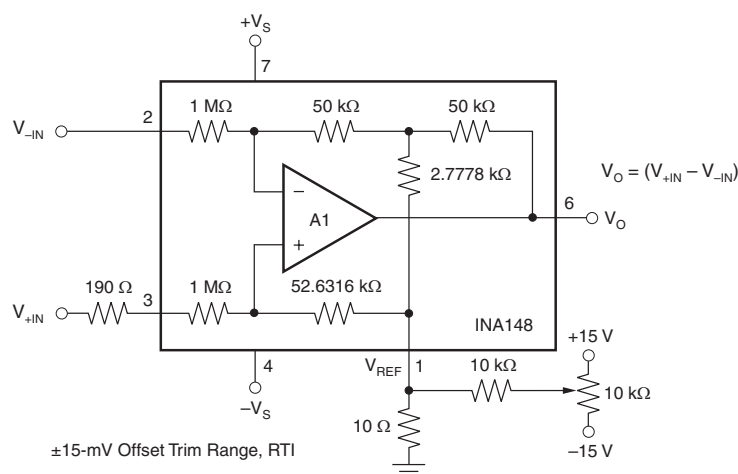 +V_S
7
2
1 MΩ
50 kΩ
50 kΩ
V_–IN
2.7778 kΩ
V_O = (V_+IN – V_–IN)
–
A1
+
6
V_O
190 Ω
3
1 MΩ
52.6316 kΩ
V_+IN
INA148
4
V_REF
1
10 kΩ
+15 V
10 kΩ
–V_S
10 Ω
–15 V
±15-mV Offset Trim Range, RTI